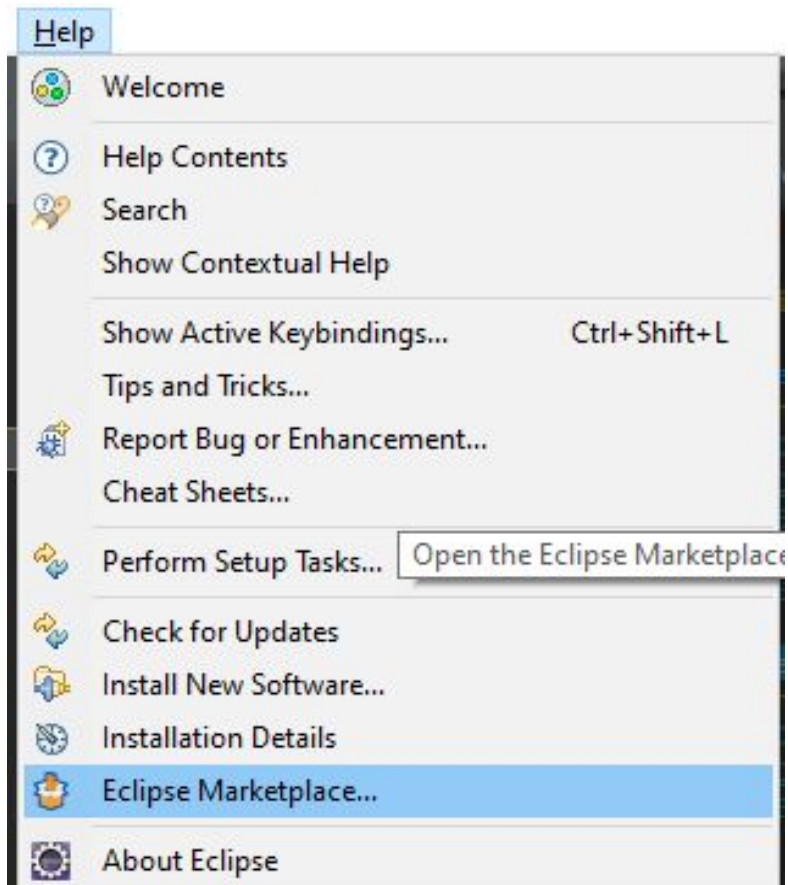 Help
Welcome
Help Contents
Search
Show Contextual Help
Show Active Keybindings... Ctrl+Shift+L
Tips and Tricks...
Report Bug or Enhancement...
Cheat Sheets...
Perform Setup Tasks... Open the Eclipse Marketplace
Check for Updates
Install New Software...
Installation Details
Eclipse Marketplace...
About Eclipse